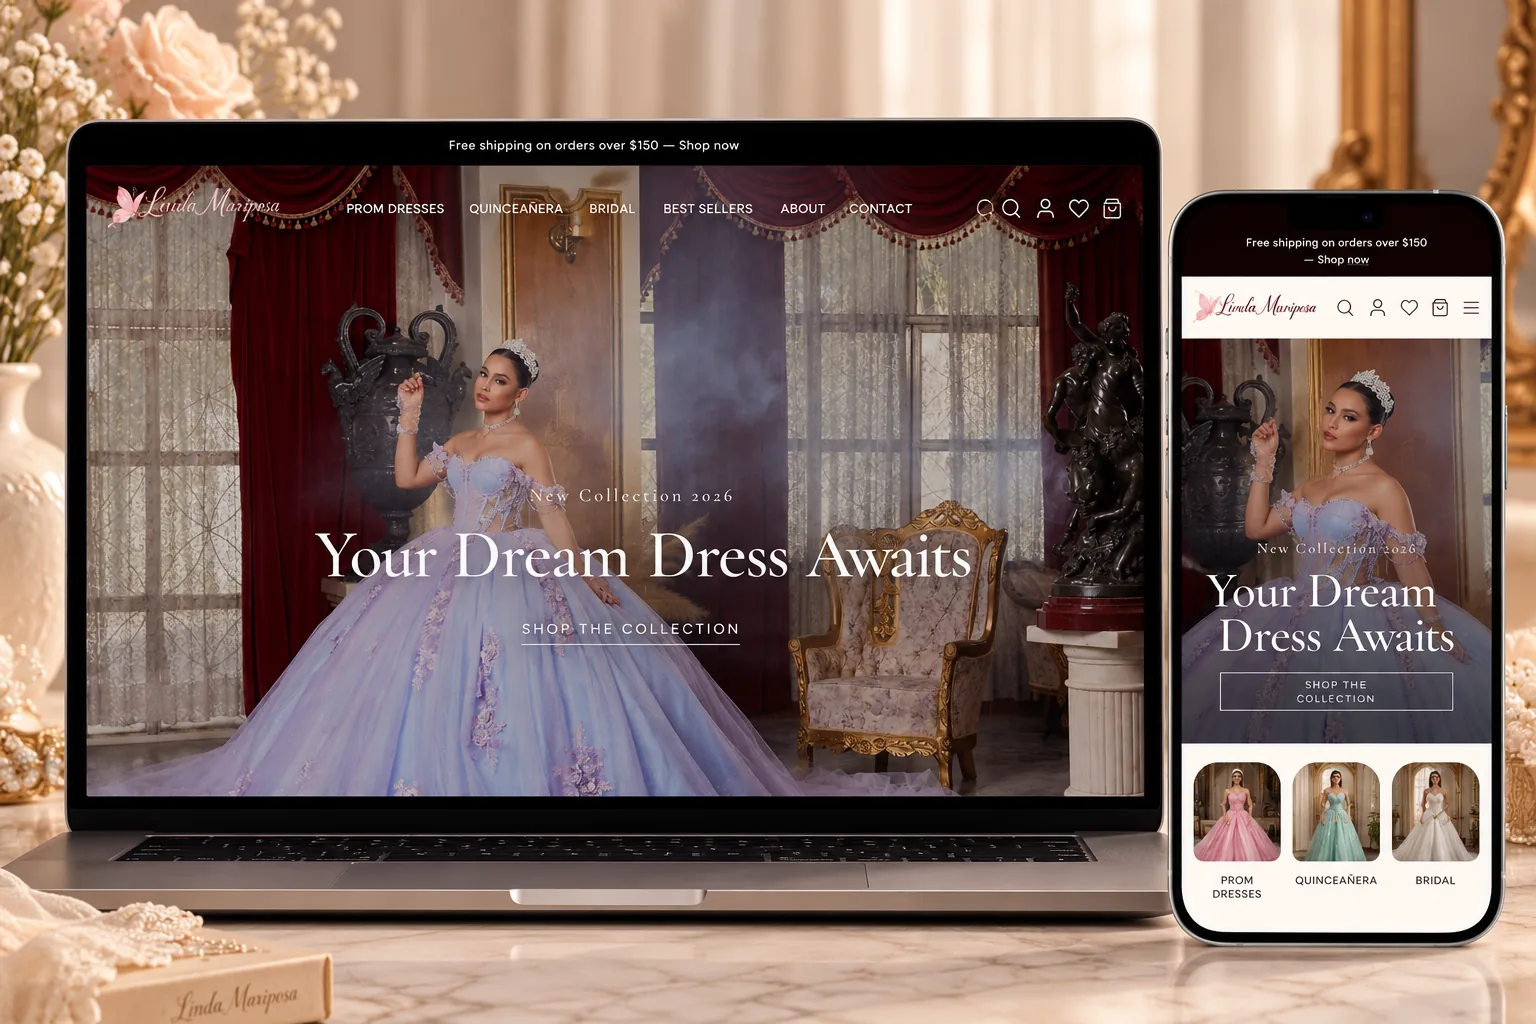 Free shipping on orders over $150 — Shop now
Linda Mariposa
PROM DRESSES QUINCEAÑERA BRIDAL BEST SELLERS ABOUT CONTACT
New Collection 2026
Your Dream Dress Awaits
SHOP THE COLLECTION
Free shipping on orders over $150
— Shop now
Linda Mariposa
New Collection 2026
Your Dream
Dress Awaits
SHOP THE
COLLECTION
PROM
DRESSES
QUINCEAÑERA
BRIDAL
Linda Mariposa